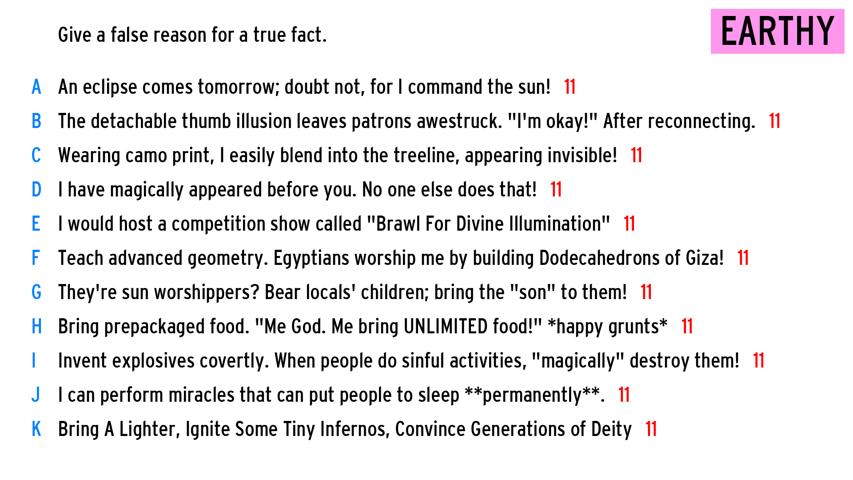 Give a false reason for a true fact.
EARTHY
A An eclipse comes tomorrow; doubt not, for I command the sun! 11
B The detachable thumb illusion leaves patrons awestruck. "I'm okay!" After reconnecting. 11
C Wearing camo print, I easily blend into the treeline, appearing invisible! 11
D I have magically appeared before you. No one else does that! 11
E I would host a competition show called "Brawl For Divine Illumination" 11
F Teach advanced geometry. Egyptians worship me by building Dodecahedrons of Giza! 11
G They're sun worshippers? Bear locals' children; bring the "son" to them! 11
H Bring prepackaged food. "Me God. Me bring UNLIMITED food!" *happy grunts* 11
I Invent explosives covertly. When people do sinful activities, "magically" destroy them! 11
J I can perform miracles that can put people to sleep **permanently**. 11
K Bring A Lighter, Ignite Some Tiny Infernos, Convince Generations of Deity 11